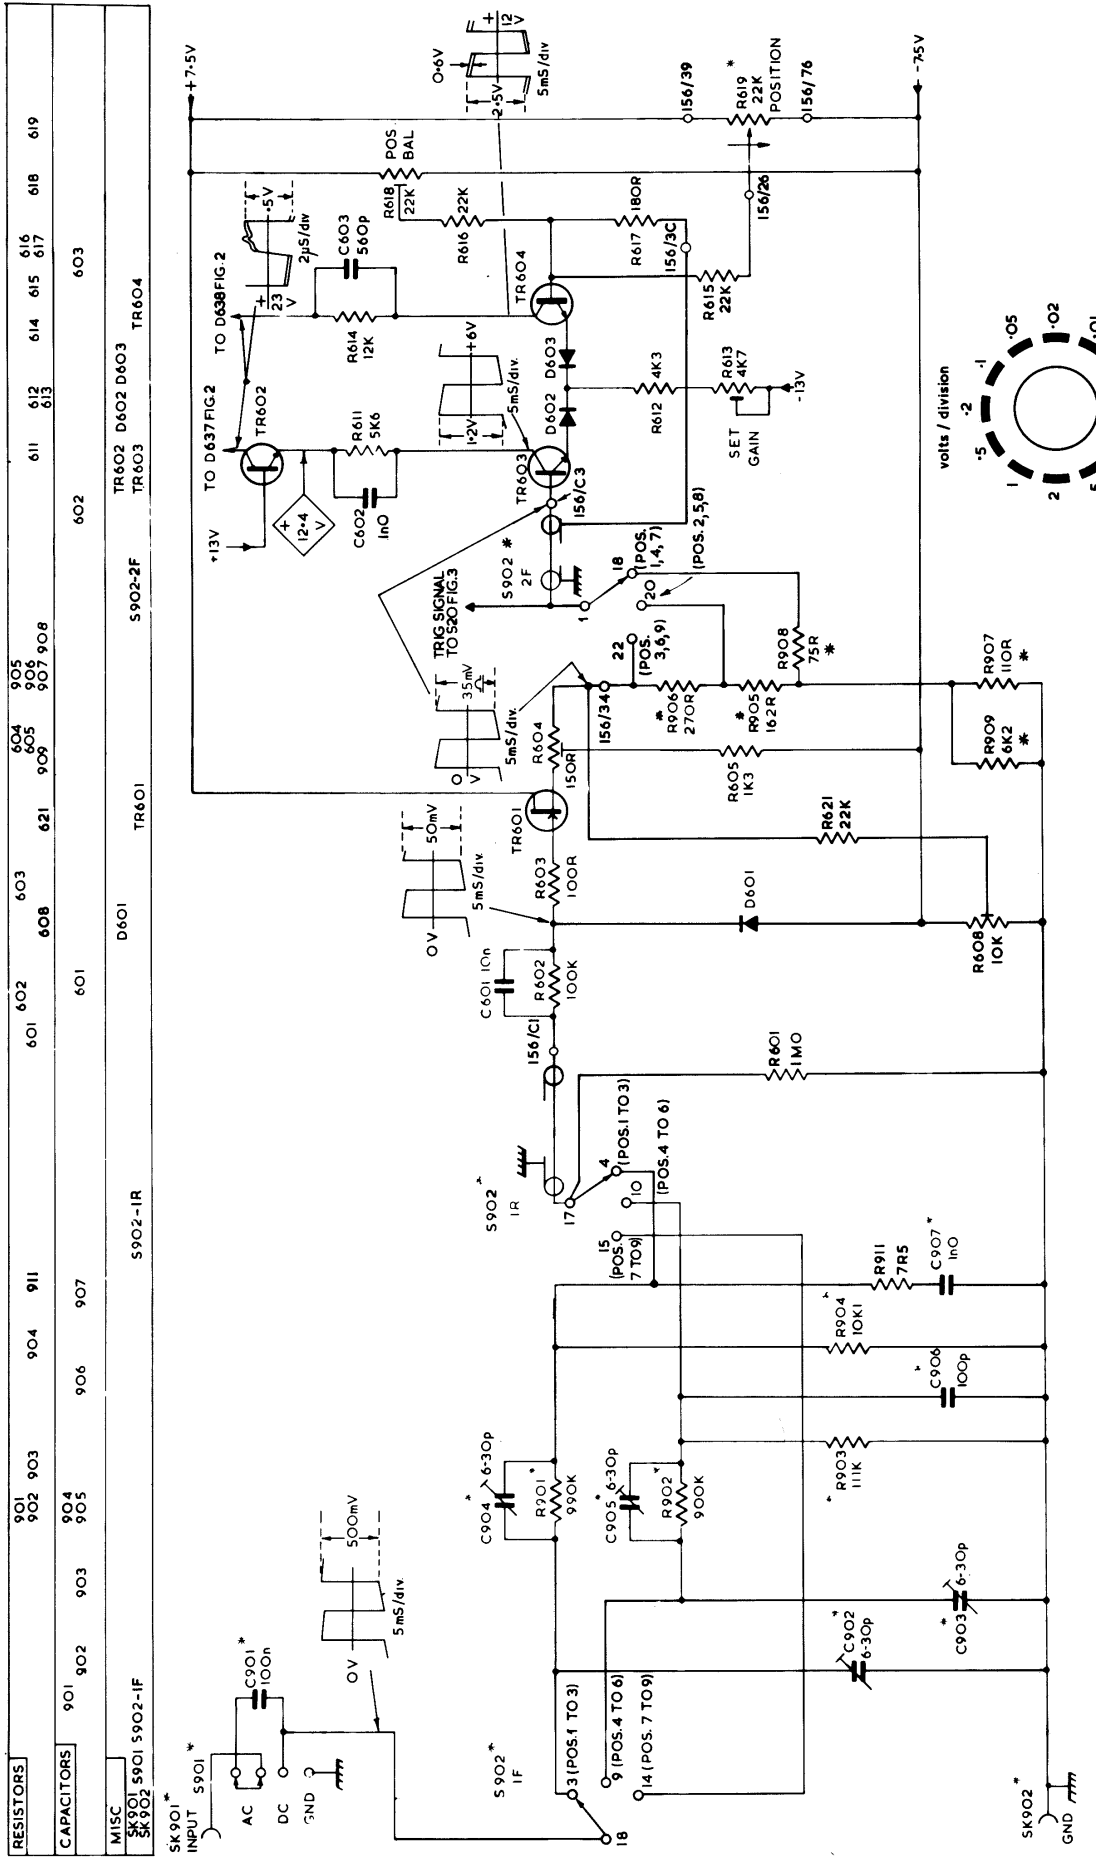 RESISTORS
901
902
903
904
911
601
602
608
603
621
909
604
605
905
906
907
908
611
612
613
614
615
616
617
618
619
CAPACITORS
901
902
903
904
905
906
907
601
602
603
MISC
SK901 S901 S902-1F
SK902
S902-1R
D601
TR601
S902-2F
TR602 D602 D603
TR603
TR604
SK901*
INPUT
S901*
AC
DC
GND
C901*
100n
500mV
0V
5mS/div.
S902*
1F
3 (POS.1 TO 3)
9 (POS. 4 TO 6)
14 (POS. 7 TO 9)
18
C904*
6-30p
R901*
990K
C905*
6-30p
R902*
900K
C902*
6-30p
C903*
6-30p
R903*
111K
C906*
100p
R904*
10K1
R911
7R5
C907*
1n0
SK902*
GND
S902*
1R
17
4
(POS.1 TO 3)
10
(POS. 4 TO 6)
15
(POS.
7 TO 9)
R601
1M0
156/C1
C601 10n
R602
100K
0V
50mV
5mS/div.
R603
100R
TR601
D601
R608
10K
R621
22K
R604
150R
R605
1K3
0
V
35mV
5mS/div.
156/34
R906*
270R
R905*
162R
R908
75R
*
R909
6K2
*
R907
110R
*
TRIG SIGNAL
TO S20 FIG.3
S902 *
2F
1
18
(POS.
1,4,7)
20
(POS. 2,5,8)
22
(POS.
3,6,9)
156/C3
TR603
+13V
+
12·4
V
TO D637 FIG.2
TR602
C602
1n0
R611
5K6
1·2V
+6V
5mS/div.
TO D638 FIG.2
+
23
V
·5V
2µS/div
R614
12K
C603
560p
TR604
D602
D603
R612
4K3
R613
4K7
SET
GAIN
-13V
R615
22K
R616
22K
R617
180R
156/3C
R618
22K
POS
BAL
0·6V
2·5V
+
12
V
5mS/div
+7·5V
156/39
R619 *
22K
POSITION
156/76
156/26
-7·5V
volts / division
5
2
1
·5
·2
·1
·05
·02
·01